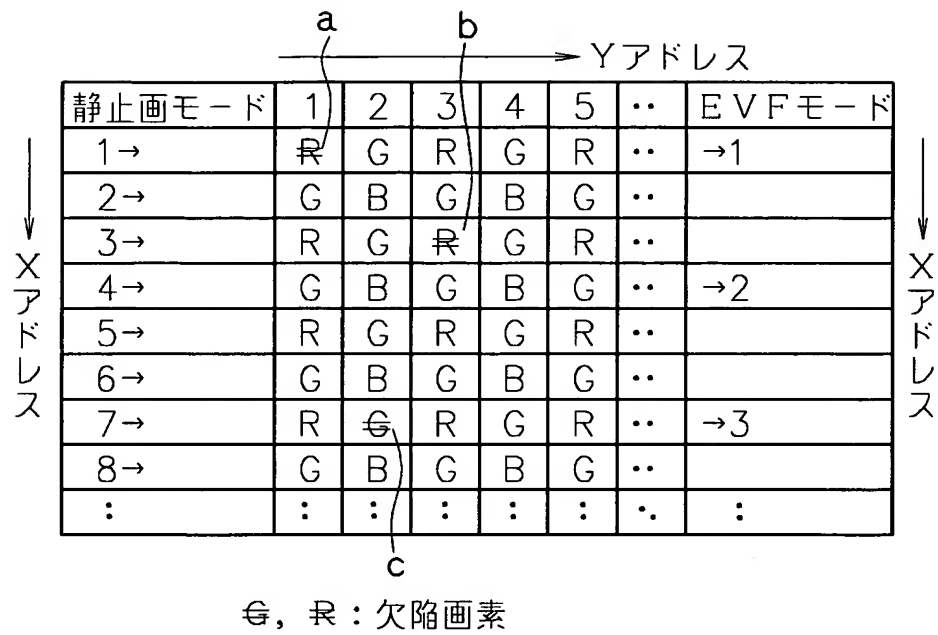 a
b
→ Yアドレス
静止画モード 1 2 3 4 5 ‥ EVFモード
1→ R G R G R ‥ →1
2→ G B G B G ‥
3→ R G R G R ‥
4→ G B G B G ‥ →2
5→ R G R G R ‥
6→ G B G B G ‥
7→ R G R G R ‥ →3
8→ G B G B G ‥
: : : : : : ⋱ :
Xアドレス
Xアドレス
c
G, R:欠陥画素